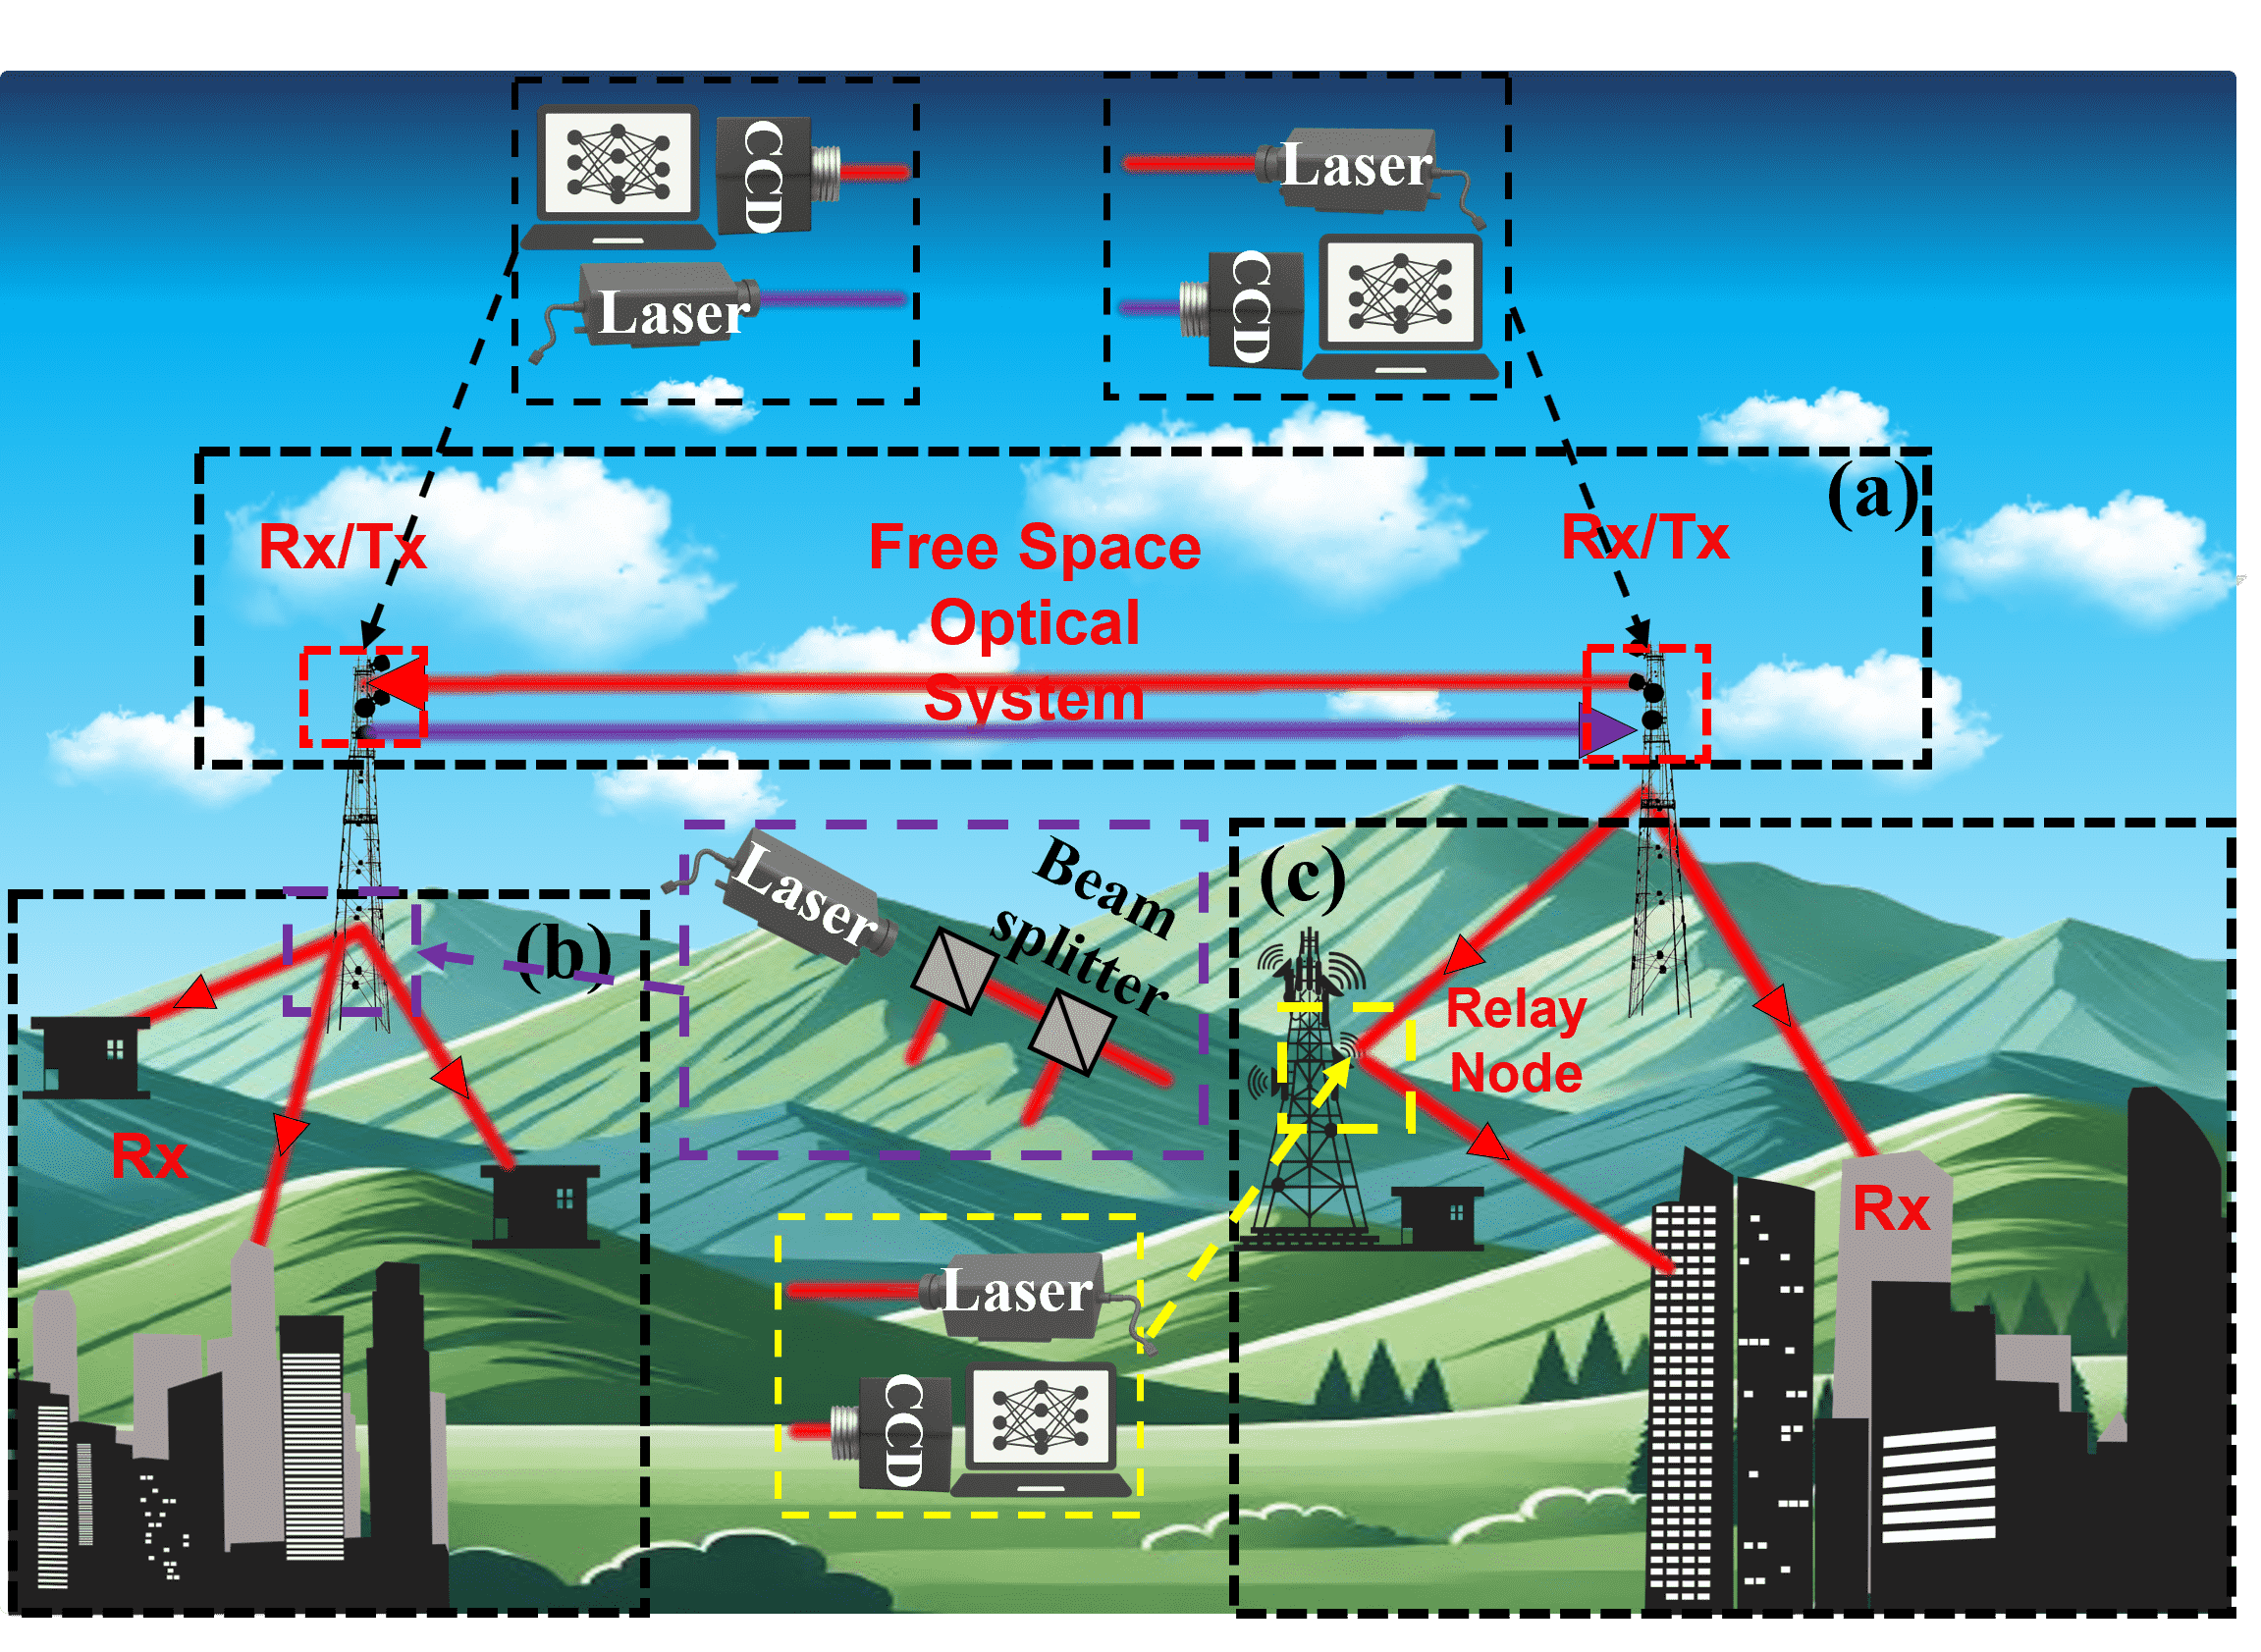 CCD
Laser
Laser
CCD
(a)
Rx/Tx
Free Space
Optical
System
Rx/Tx
Laser
Beam
splitter
(b)
(c)
Relay
Node
Rx
Rx
Laser
CCD